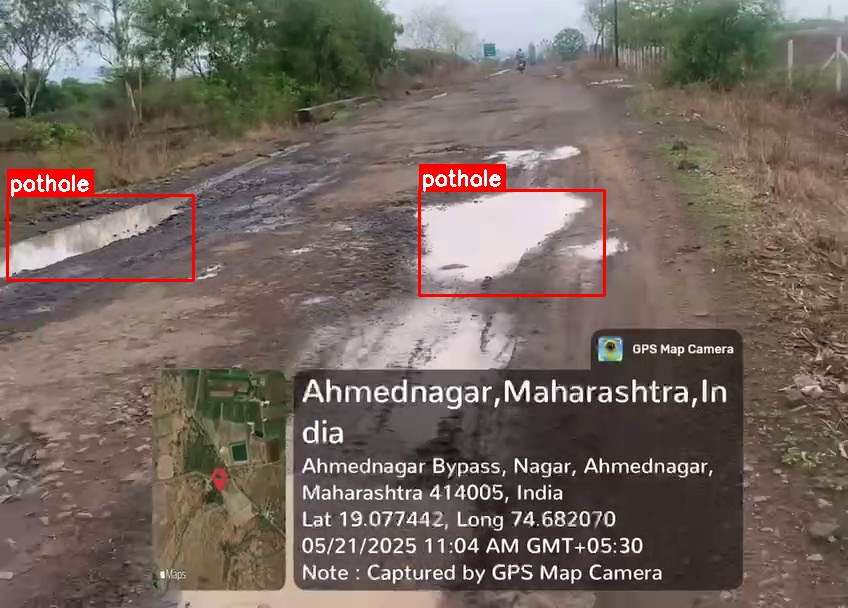 pothole
pothole
GPS Map Camera
Ahmednagar,Maharashtra,In
dia
Ahmednagar Bypass, Nagar, Ahmednagar,
Maharashtra 414005, India
Lat 19.077442, Long 74.682070
05/21/2025 11:04 AM GMT+05:30
Note : Captured by GPS Map Camera
Maps